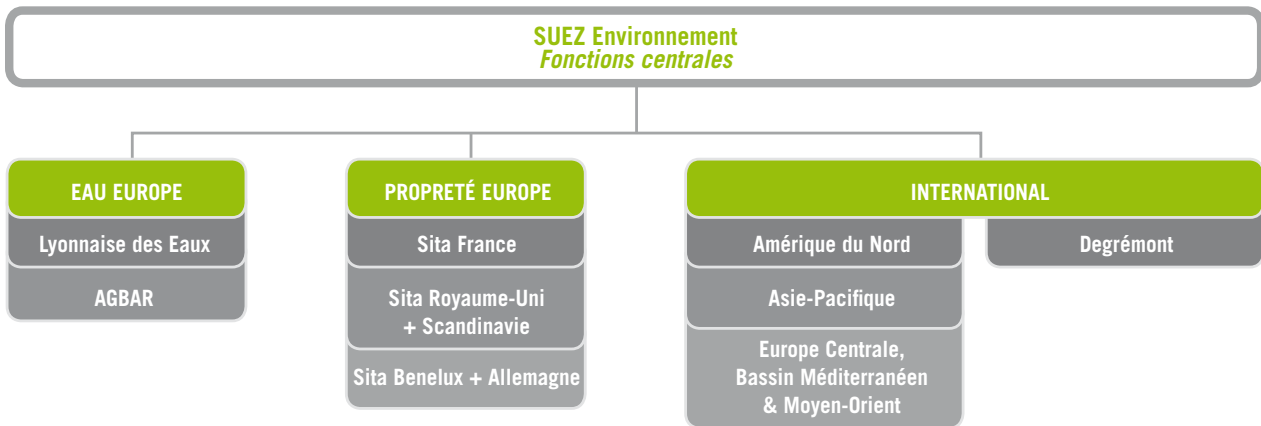 SUEZ Environnement
Fonctions centrales
EAU EUROPE
Lyonnaise des Eaux
AGBAR
PROPRETÉ EUROPE
Sita France
Sita Royaume-Uni
+ Scandinavie
Sita Benelux + Allemagne
INTERNATIONAL
Amérique du Nord
Asie-Pacifique
Europe Centrale,
Bassin Méditerranéen
& Moyen-Orient
Degrémont